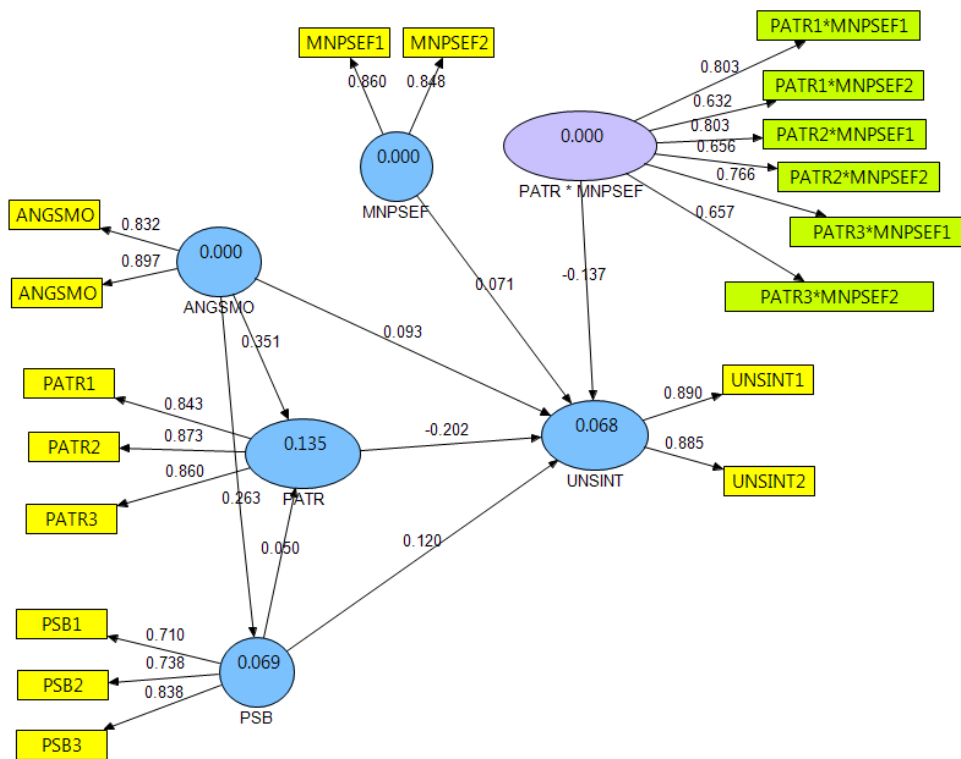 PATR1*MNPSEF1
MNPSEF1 MNPSEF2
0.803
PATR1*MNPSEF2
0.860 0.848
0.632
0.000
PATR2*MNPSEF1
0.803
0.656
0.000
PATR2*MNPSEF2
0.766
PATR * MNPSEF
MNPSEF
ANGSMO
0.832
0.657
PATR3*MNPSEF1
0.000
0.897
ANGSMO
0.071
-0.137
PATR3*MNPSEF2
ANGSMO
0.093
0.351
PATR1
0.843
UNSINT1
0.890
0.068
-0.202
PATR2
0.873
0.135
0.885
0.860
UNSINT
UNSINT2
PATR
0.263
PATR3
0.050
0.120
PSB1
0.710
0.738
0.069
PSB2
0.838
PSB
PSB3